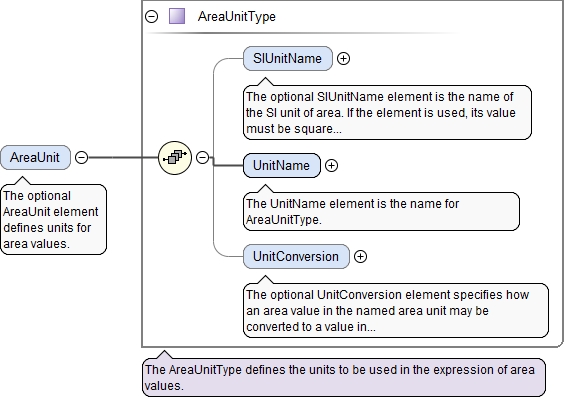 AreaUnitType
SIUnitName
The optional SIUnitName element is the name of
the SI unit of area. If the element is used, its value
must be square...
AreaUnit
The optional
AreaUnit element
defines units for
area values.
UnitName
The UnitName element is the name for
AreaUnitType.
UnitConversion
The optional UnitConversion element specifies how
an area value in the named area unit may be
converted to a value in...
The AreaUnitType defines the units to be used in the expression of area
values.